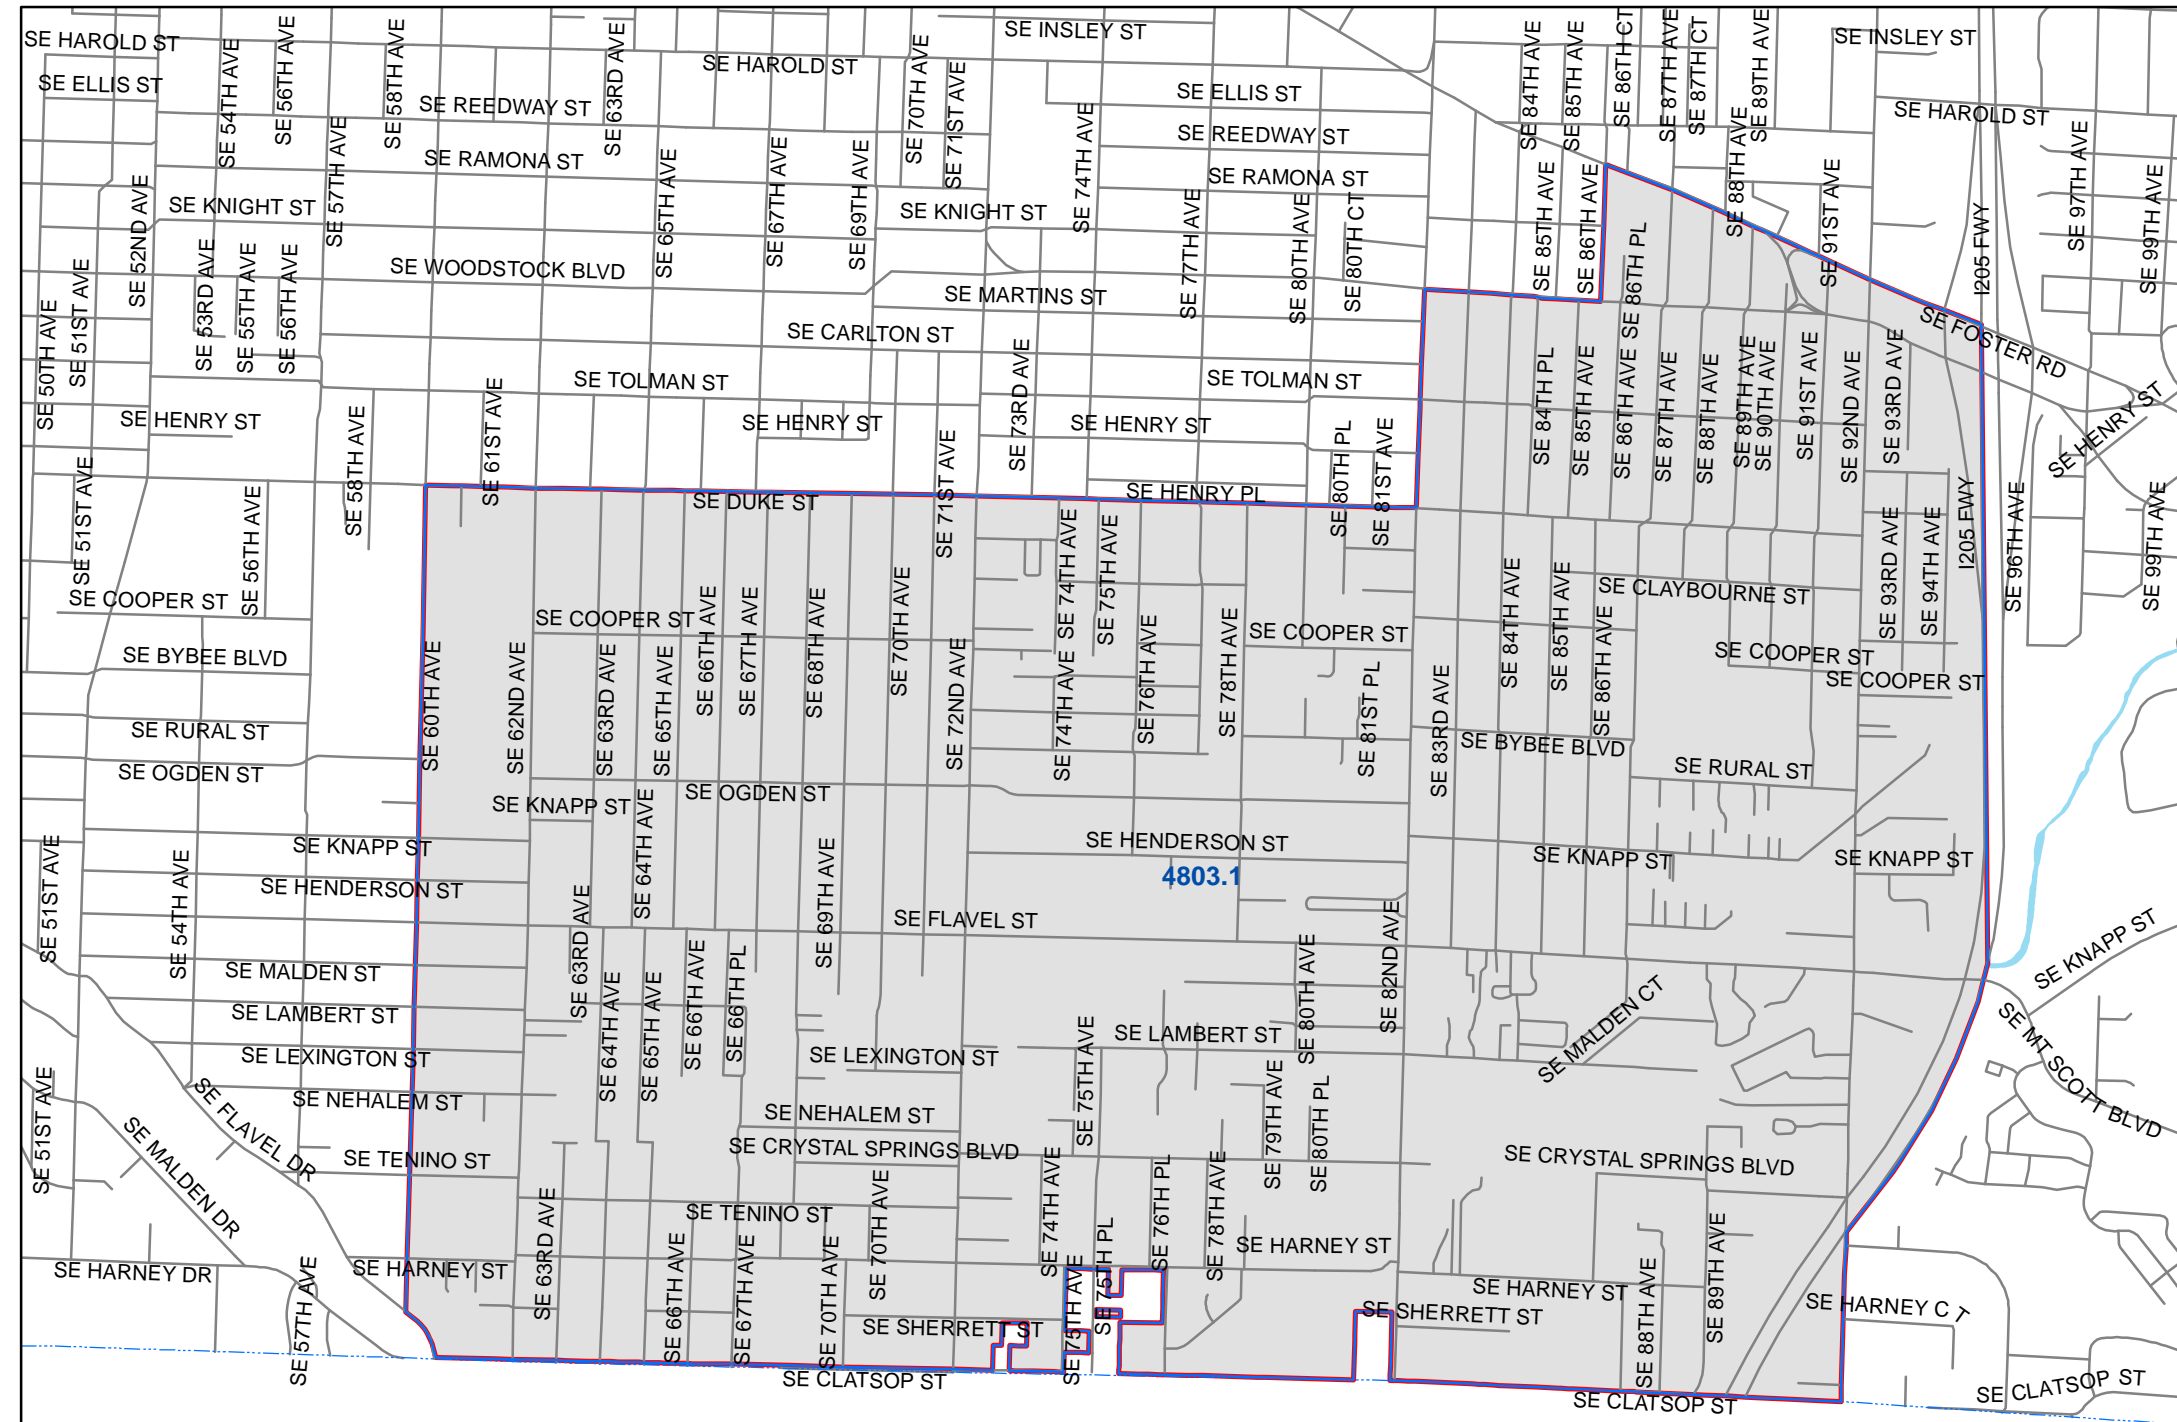 SE HAROLD ST
SE INSLEY ST
SE INSLEY ST
SE HAROLD ST
SE ELLIS ST
SE 54TH AVE
SE 56TH AVE
SE 58TH AVE
SE 63RD AVE
SE REEDWAY ST
SE 70TH AVE
SE 71ST AVE
SE ELLIS ST
SE 84TH AVE
SE 85TH AVE
SE 86TH CT
SE 87TH AVE
SE 87TH CT
SE 89TH AVE
SE 88TH AVE
SE HAROLD ST
SE REEDWAY ST
SE RAMONA ST
SE RAMONA ST
SE 52ND AVE
SE KNIGHT ST
SE 57TH AVE
SE 65TH AVE
SE 67TH AVE
SE 69TH AVE
SE KNIGHT ST
SE 74TH AVE
SE 77TH AVE
SE 80TH AVE
SE 80TH CT
SE 85TH AVE
SE 86TH AVE
SE 86TH PL
SE 91ST AVE
I205 FWY
SE 97TH AVE
SE 99TH AVE
SE 50TH AVE
SE 51ST AVE
SE 53RD AVE
SE 55TH AVE
SE 56TH AVE
SE WOODSTOCK BLVD
SE MARTINS ST
SE CARLTON ST
SE FOSTER RD
SE TOLMAN ST
SE TOLMAN ST
SE HENRY ST
SE 58TH AVE
SE 61ST AVE
SE HENRY ST
SE 73RD AVE
SE HENRY ST
SE 80TH PL
SE 81ST AVE
SE 84TH PL
SE 85TH AVE
SE 86TH AVE
SE 87TH AVE
SE 88TH AVE
SE 89TH AVE
SE 90TH AVE
SE 91ST AVE
SE 92ND AVE
SE 93RD AVE
SE HENRY ST
SE 51ST AVE
SE 56TH AVE
SE DUKE ST
SE 71ST AVE
SE HENRY PL
I205 FWY
SE 96TH AVE
SE 99TH AVE
SE COOPER ST
SE COOPER ST
SE 66TH AVE
SE 67TH AVE
SE 68TH AVE
SE 70TH AVE
SE 74TH AVE
SE 75TH AVE
SE 76TH AVE
SE 78TH AVE
SE COOPER ST
SE 84TH AVE
SE 85TH AVE
SE 86TH AVE
SE CLAYBOURNE ST
SE 93RD AVE
SE 94TH AVE
SE COOPER ST
SE COOPER ST
SE BYBEE BLVD
SE 60TH AVE
SE 62ND AVE
SE 63RD AVE
SE 65TH AVE
SE 72ND AVE
SE 74TH AVE
SE 81ST PL
SE 83RD AVE
SE BYBEE BLVD
SE RURAL ST
SE RURAL ST
SE OGDEN ST
SE OGDEN ST
SE KNAPP ST
SE KNAPP ST
SE 64TH AVE
SE HENDERSON ST
SE KNAPP ST
SE KNAPP ST
4803.1
SE 51ST AVE
SE 54TH AVE
SE HENDERSON ST
SE 63RD AVE
SE 69TH AVE
SE FLAVEL ST
SE 80TH AVE
SE 82ND AVE
SE KNAPP ST
SE MALDEN ST
SE 64TH AVE
SE 65TH AVE
SE 66TH AVE
SE 66TH PL
SE MALDEN CT
SE LAMBERT ST
SE LAMBERT ST
SE LEXINGTON ST
SE LEXINGTON ST
SE MT SCOTT BLVD
SE 51ST AVE
SE FLAVEL DR
SE NEHALEM ST
SE NEHALEM ST
SE 75TH AVE
SE 79TH AVE
SE 80TH PL
SE MALDEN DR
SE TENINO ST
SE CRYSTAL SPRINGS BLVD
SE CRYSTAL SPRINGS BLVD
SE 63RD AVE
SE TENINO ST
SE 70TH AVE
SE 74TH AVE
SE 76TH PL
SE 78TH AVE
SE HARNEY ST
SE HARNEY DR
SE 57TH AVE
SE HARNEY ST
SE 66TH AVE
SE 67TH AVE
SE 70TH AVE
SE 75TH AVE
SE 75TH PL
SE HARNEY ST
SE 88TH AVE
SE 89TH AVE
SE HARNEY C T
SE SHERRETT ST
SE SHERRETT ST
SE CLATSOP ST
SE CLATSOP ST
SE CLATSOP ST